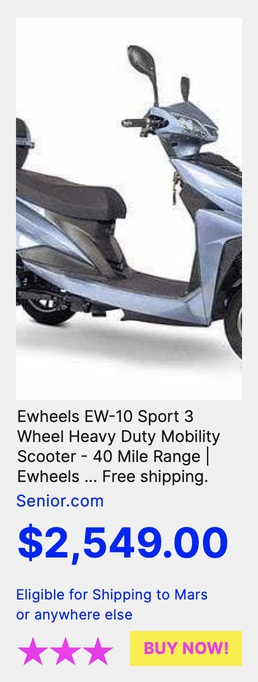 Ewheels EW-10 Sport 3
Wheel Heavy Duty Mobility
Scooter - 40 Mile Range |
Ewheels ... Free shipping.
Senior.com
$2,549.00
Eligible for Shipping to Mars
or anywhere else
BUY NOW!